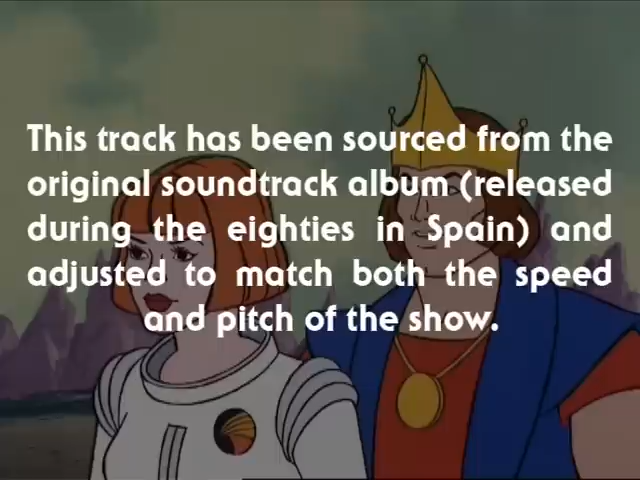 This track has been sourced from the
original soundtrack album (released
during the eighties in Spain) and
adjusted to match both the speed
and pitch of the show.